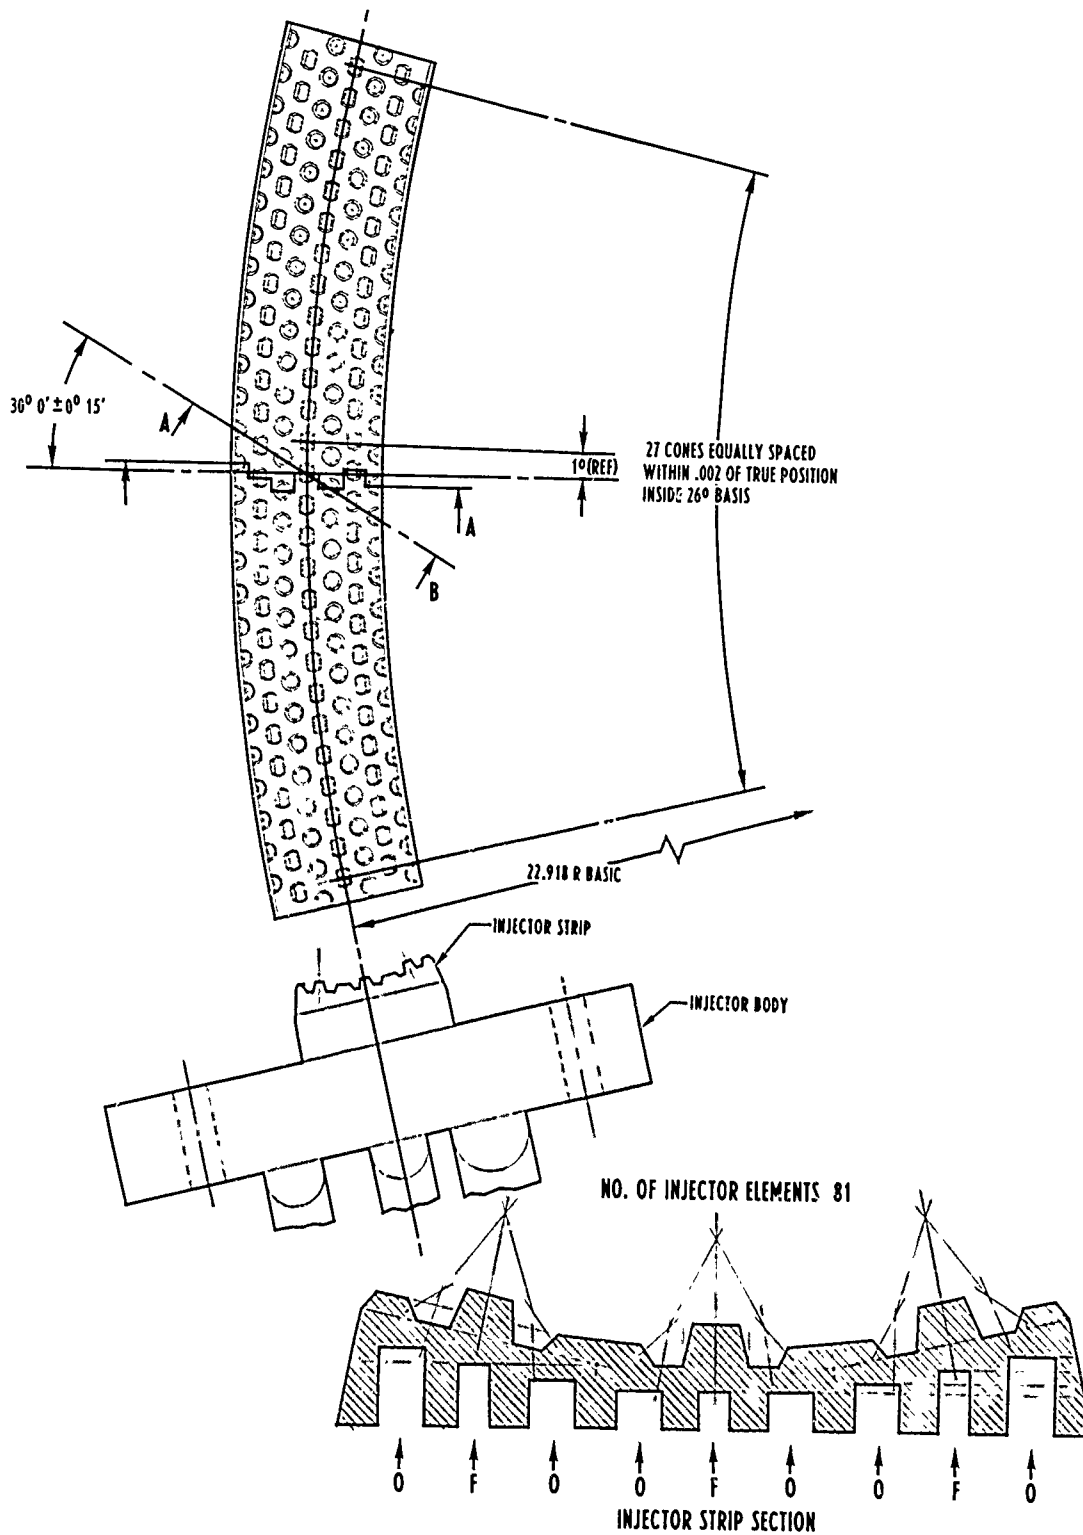 30° 0' ± 0° 15'
A
1° (REF)
27 CONES EQUALLY SPACED
WITHIN .002 OF TRUE POSITION
INSIDE 26° BASIS
A
B
22.918 R BASIC
INJECTOR STRIP
INJECTOR BODY
NO. OF INJECTOR ELEMENTS 81
O F O O F O O F O
INJECTOR STRIP SECTION